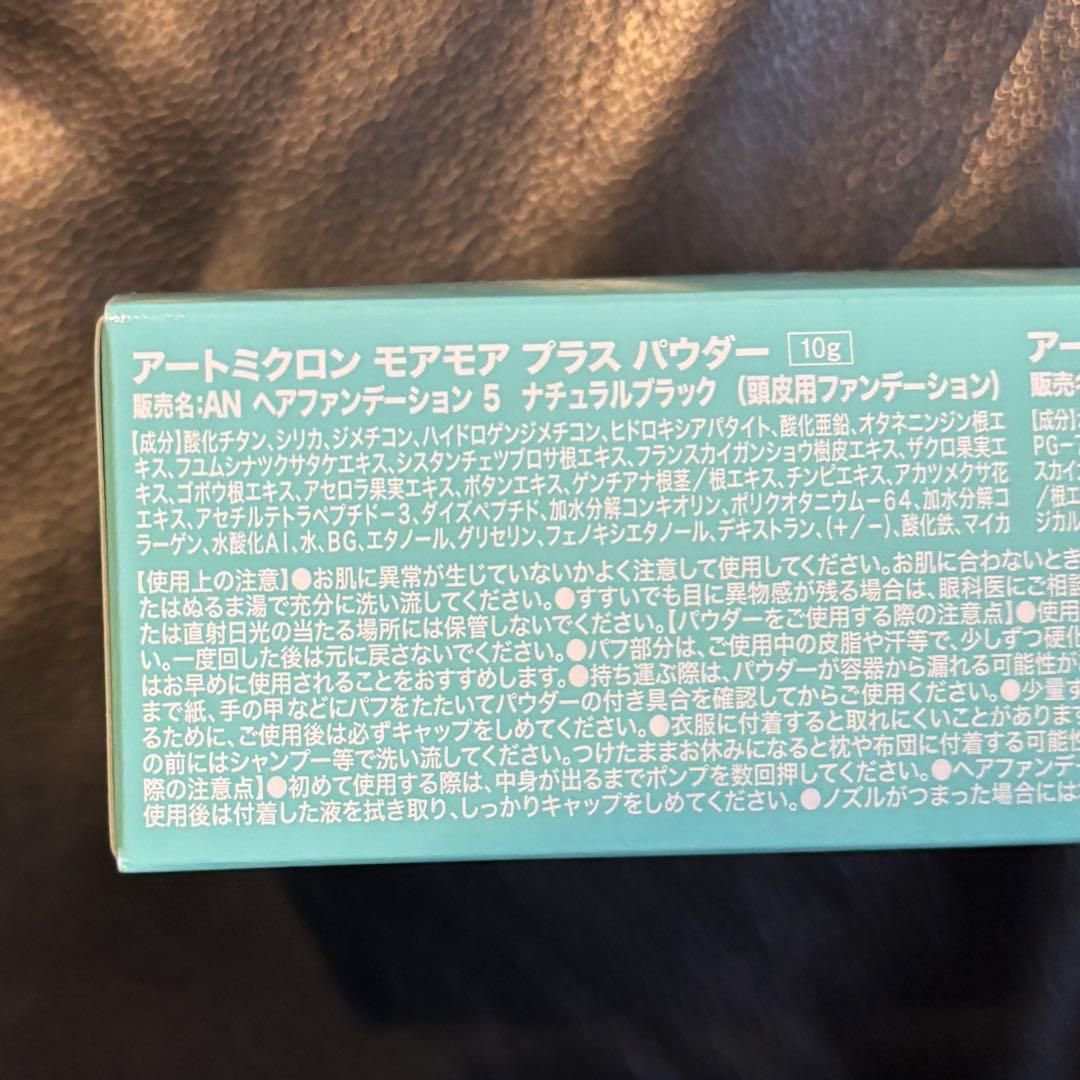 アートミクロン モアモア プラス パウダー 10g
販売名:AN ヘアファンデーション 5 ナチュラルブラック (頭皮用ファンデーション)
【成分】酸化チタン、シリカ、ジメチコン、ハイドロゲンジメチコン、ヒドロキシアパタイト、酸化亜鉛、オタネニンジン根エ
キス、フユムシナツクサタケエキス、シスタンチェツブロサ根エキス、フランスカイガンショウ樹皮エキス、ザクロ果実エ
キス、ゴボウ根エキス、アセロラ果実エキス、ボタンエキス、ゲンチアナ根茎/根エキス、チンピエキス、アカツメクサ花
エキス、アセチルテトラペプチド-3、ダイズペプチド、加水分解コンキオリン、ポリクオタニウム-64、加水分解コ
ラーゲン、水酸化Al、水、BG、エタノール、グリセリン、フェノキシエタノール、デキストラン、(+/-)、酸化鉄、マイカ
【使用上の注意】●お肌に異常が生じていないかよく注意して使用してください。お肌に合わないとき
たはぬるま湯で充分に洗い流してください。●すすいでも目に異物感が残る場合は、眼科医にご相談
たは直射日光の当たる場所には保管しないでください。【パウダーをご使用する際の注意点】●使用
い。一度回した後は元に戻さないでください。●パフ部分は、ご使用中の皮脂や汗等で、少しずつ硬化
はお早めに使用されることをおすすめします。●持ち運ぶ際は、パウダーが容器から漏れる可能性が
まで紙、手の甲などにパフをたたいてパウダーの付き具合を確認してからご使用ください。●少量ず
るために、ご使用後は必ずキャップをしめてください。●衣服に付着すると取れにくいことがあります
の前にはシャンプー等で洗い流してください。つけたままお休みになると枕や布団に付着する可能性
際の注意点】●初めて使用する際は、中身が出るまでポンプを数回押してください。●ヘアファンデ
使用後は付着した液を拭き取り、しっかりキャップをしめてください。●ノズルがつまった場合には
アー
販売名
【成分】
PG-
スカイ
/根エ
ジカル